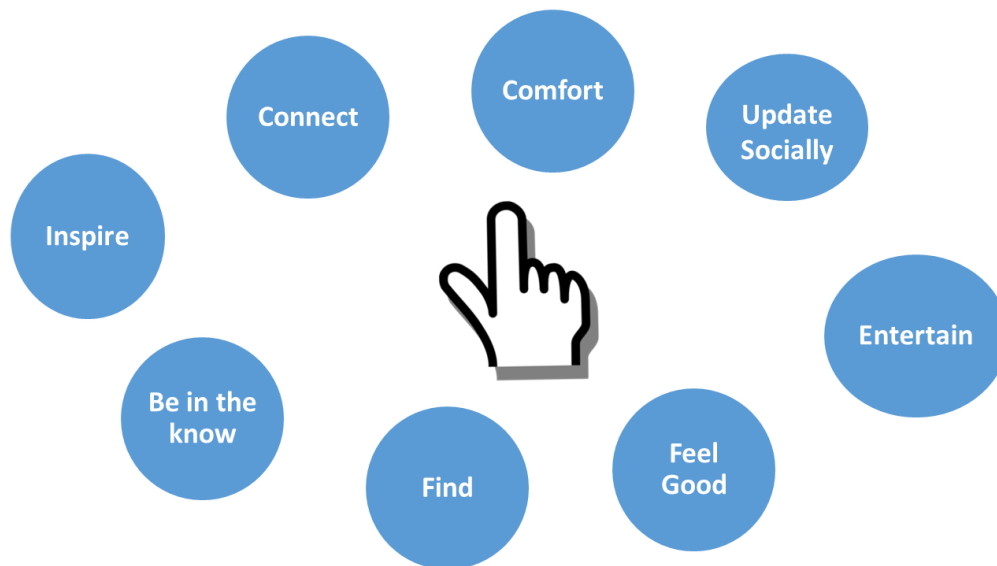 Comfort
Connect
Update
Socially
Inspire
Entertain
Be in the
know
Feel
Good
Find